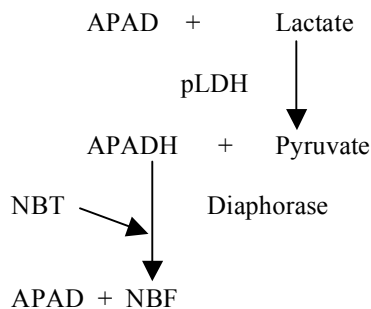 APAD + Lactate
pLDH
APADH + Pyruvate
NBT Diaphorase
APAD + NBF